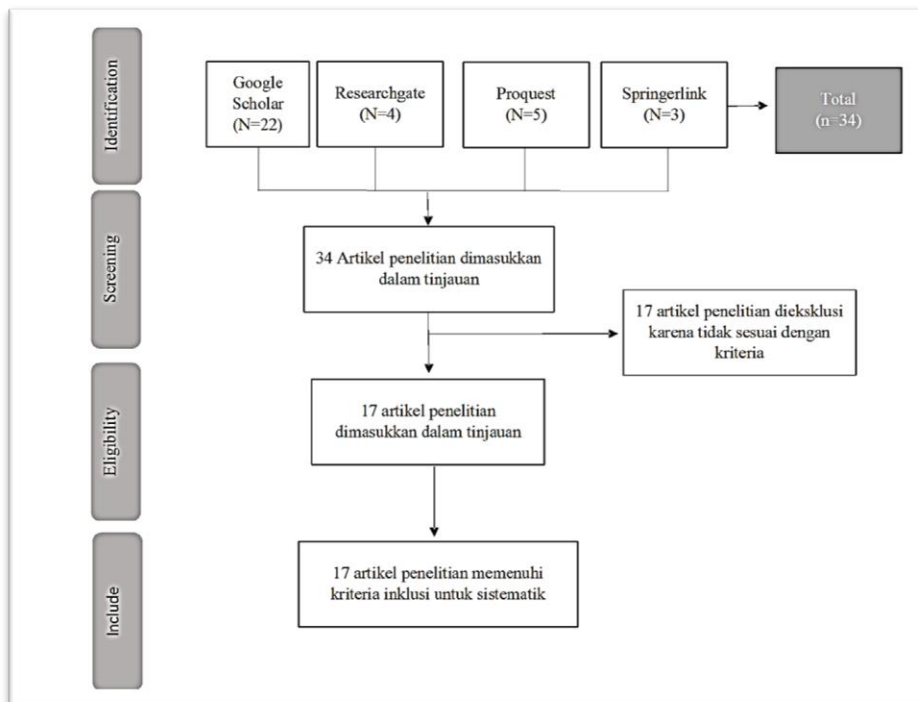 Identification
Google
Scholar
(N=22)
Researchgate
(N=4)
Proquest
(N=5)
Springerlink
(N=3)
Total
(n=34)
Screening
34 Artikel penelitian dimasukkan
dalam tinjauan
17 artikel penelitian dieksklusi
karena tidak sesuai dengan
kriteria
Eligibility
17 artikel penelitian
dimasukkan dalam tinjauan
Include
17 artikel penelitian memenuhi
kriteria inklusi untuk sistematik